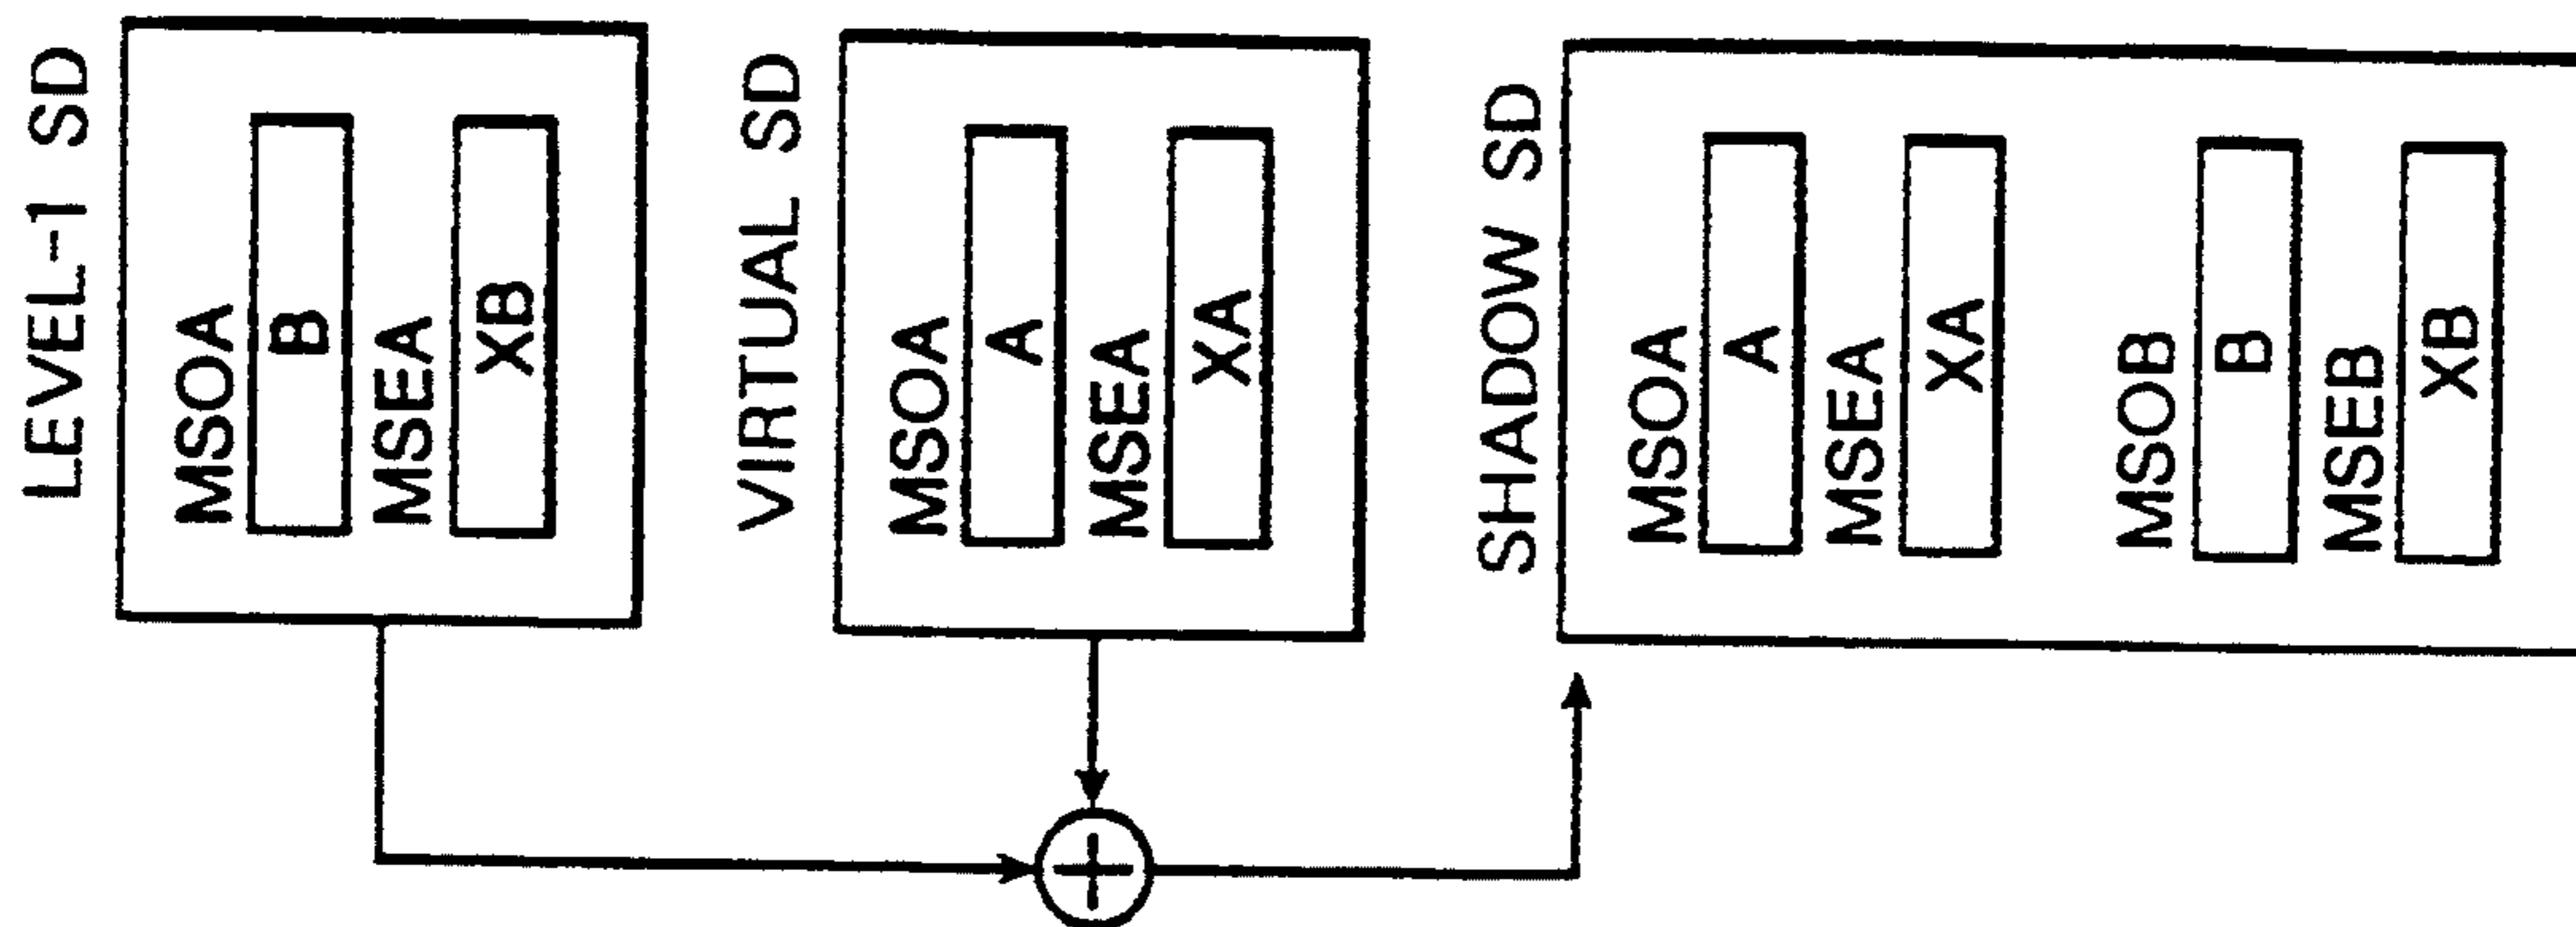 LEVEL-1 SD
MSOA
B
MSEA
XB
VIRTUAL SD
MSOA
A
MSEA
XA
SHADOW SD
MSOA
A
MSEA
XA
MSOB
B
MSEB
XB